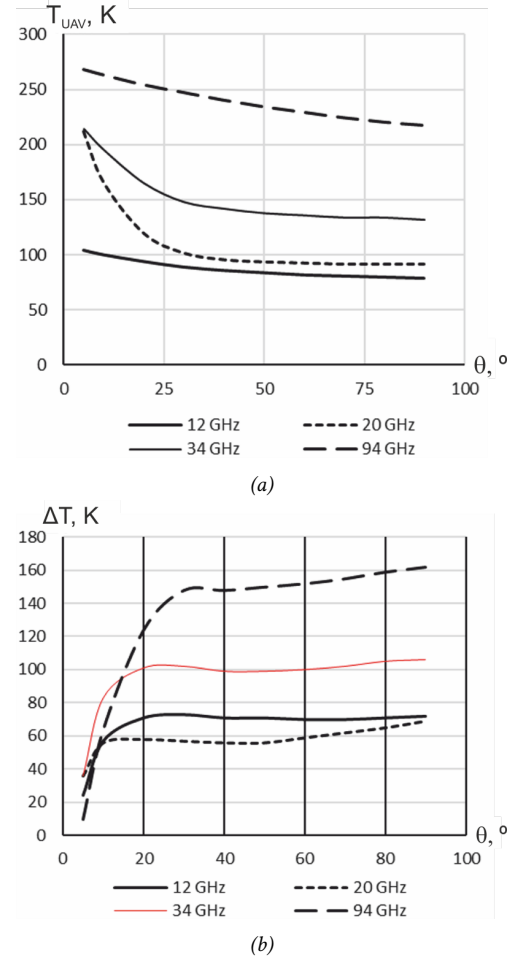 T_UAV, K
300
250
200
150
100
50
0
0 25 50 75 100
θ, º
12 GHz 20 GHz
34 GHz 94 GHz
(a)
ΔT, K
180
160
140
120
100
80
60
40
20
0
0 20 40 60 80 100
θ, º
12 GHz 20 GHz
34 GHz 94 GHz
(b)